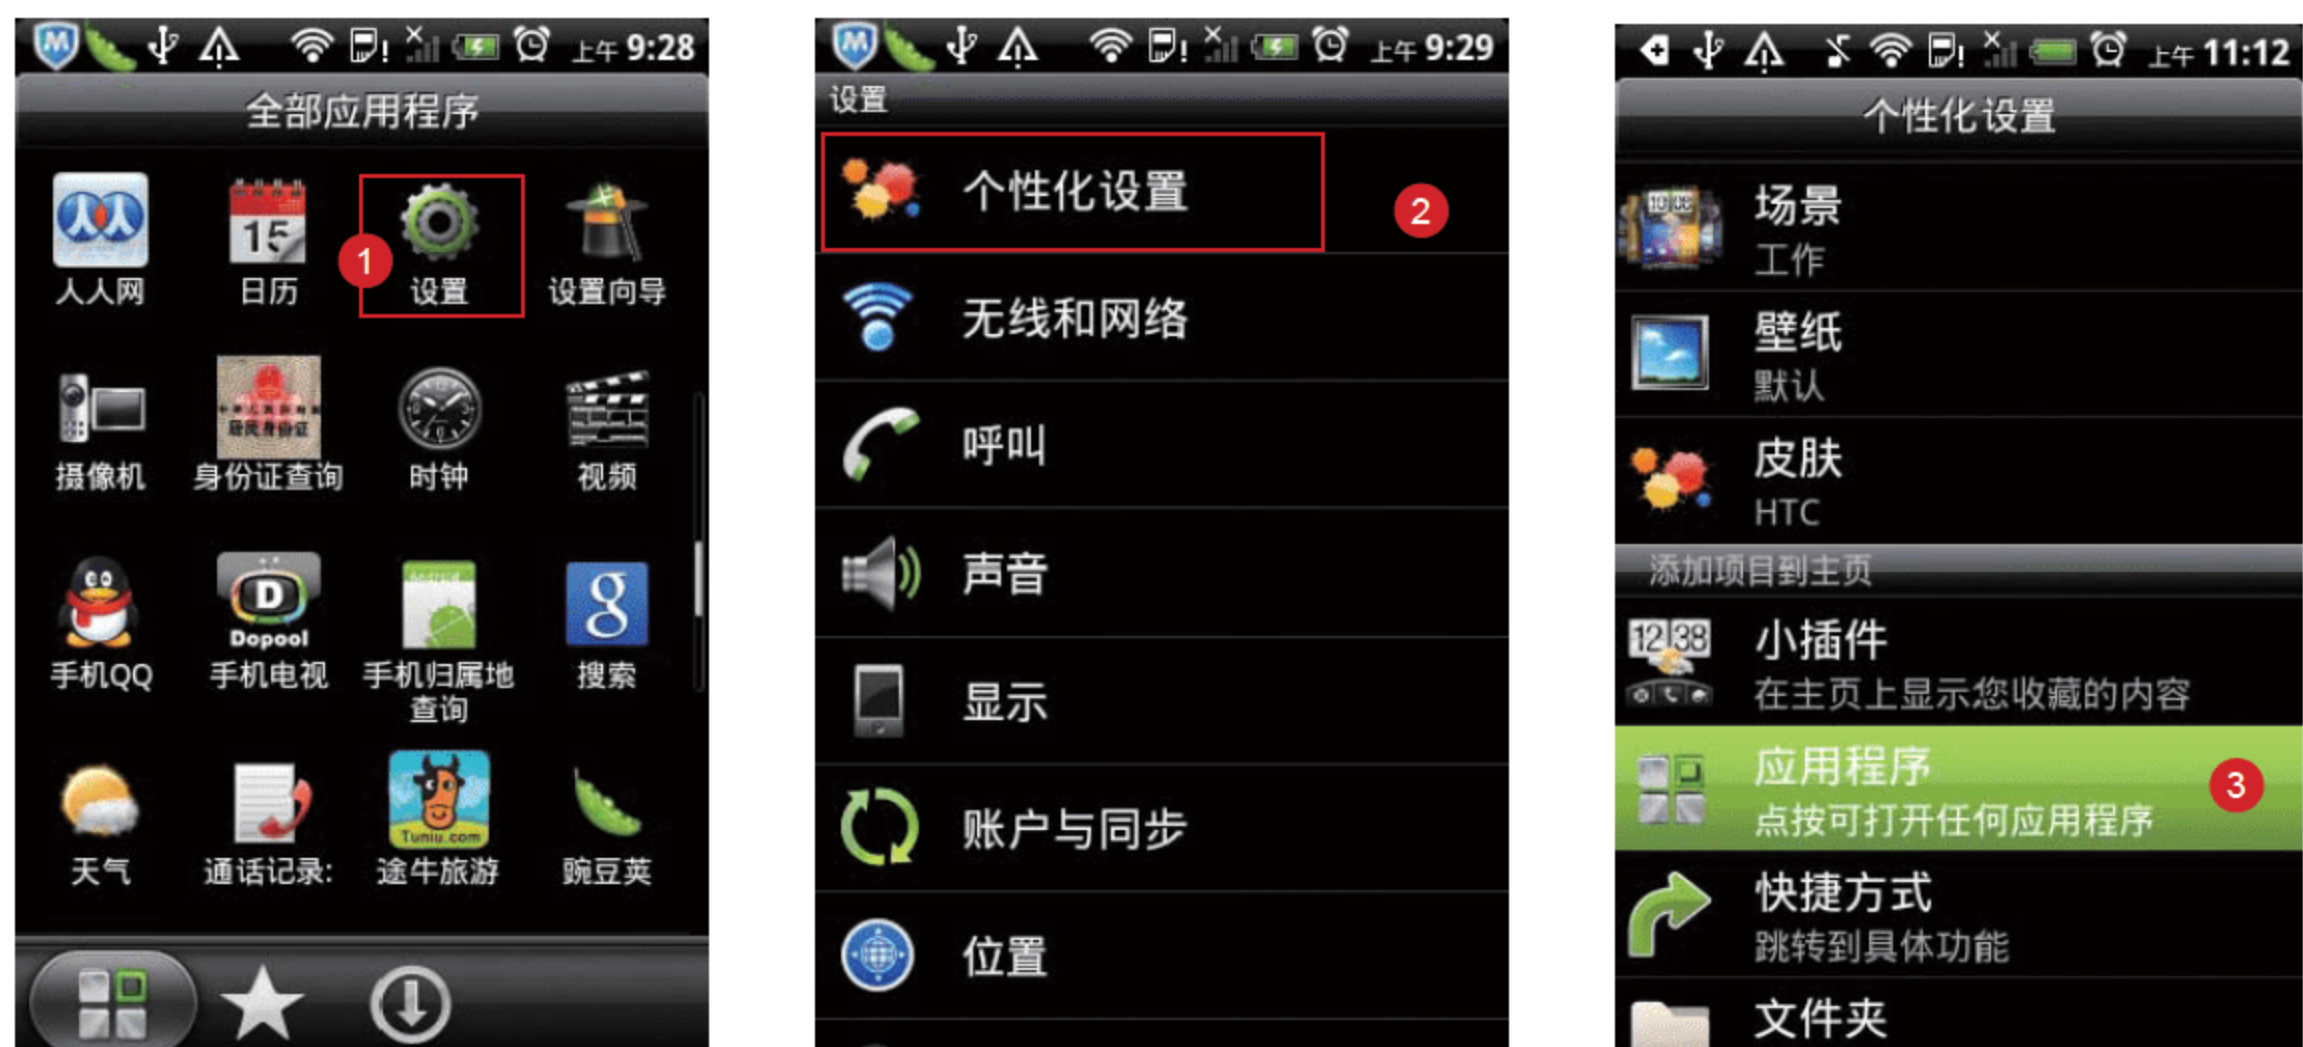 上午 9:28
全部应用程序
人人网
15
日历
1
设置
设置向导
摄像机
居民身份证
身份证查询
时钟
视频
手机QQ
D
Dopool
手机电视
手机归属地
查询
g
搜索
天气
通话记录:
Tuniu.com
途牛旅游
豌豆荚
上午 9:29
设置
个性化设置
2
无线和网络
呼叫
声音
显示
账户与同步
位置
上午 11:12
个性化设置
10 08
场景
工作
壁纸
默认
皮肤
HTC
添加项目到主页
12 38
小插件
在主页上显示您收藏的内容
应用程序
点按可打开任何应用程序
3
快捷方式
跳转到具体功能
文件夹